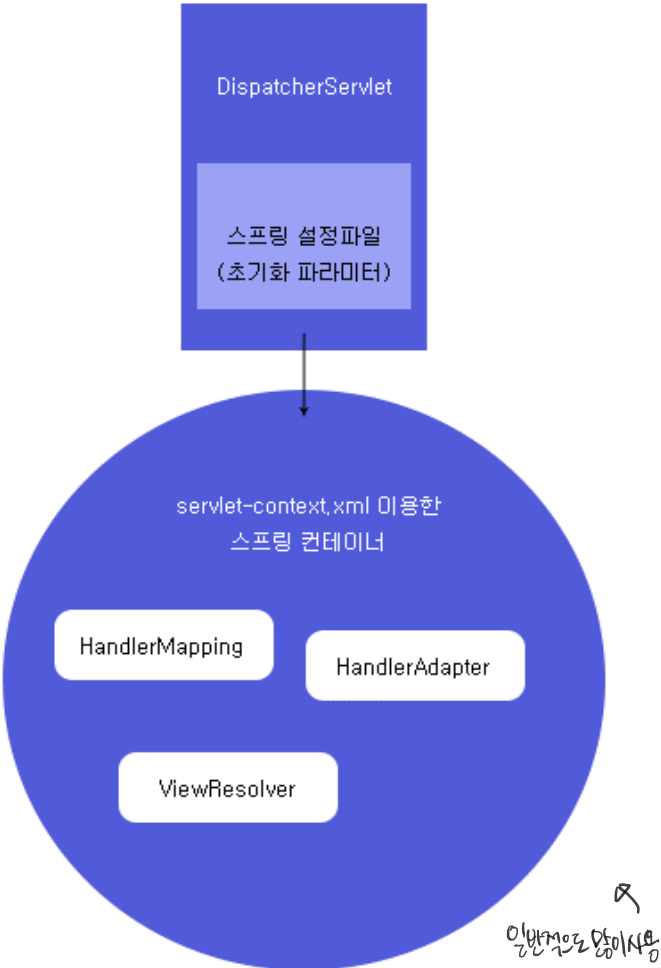 DispatcherServlet
스프링 설정파일
(초기화 파라미터)
servlet-context.xml 이용한
스프링 컨테이너
HandlerMapping
HandlerAdapter
ViewResolver
일반적으로 많이사용